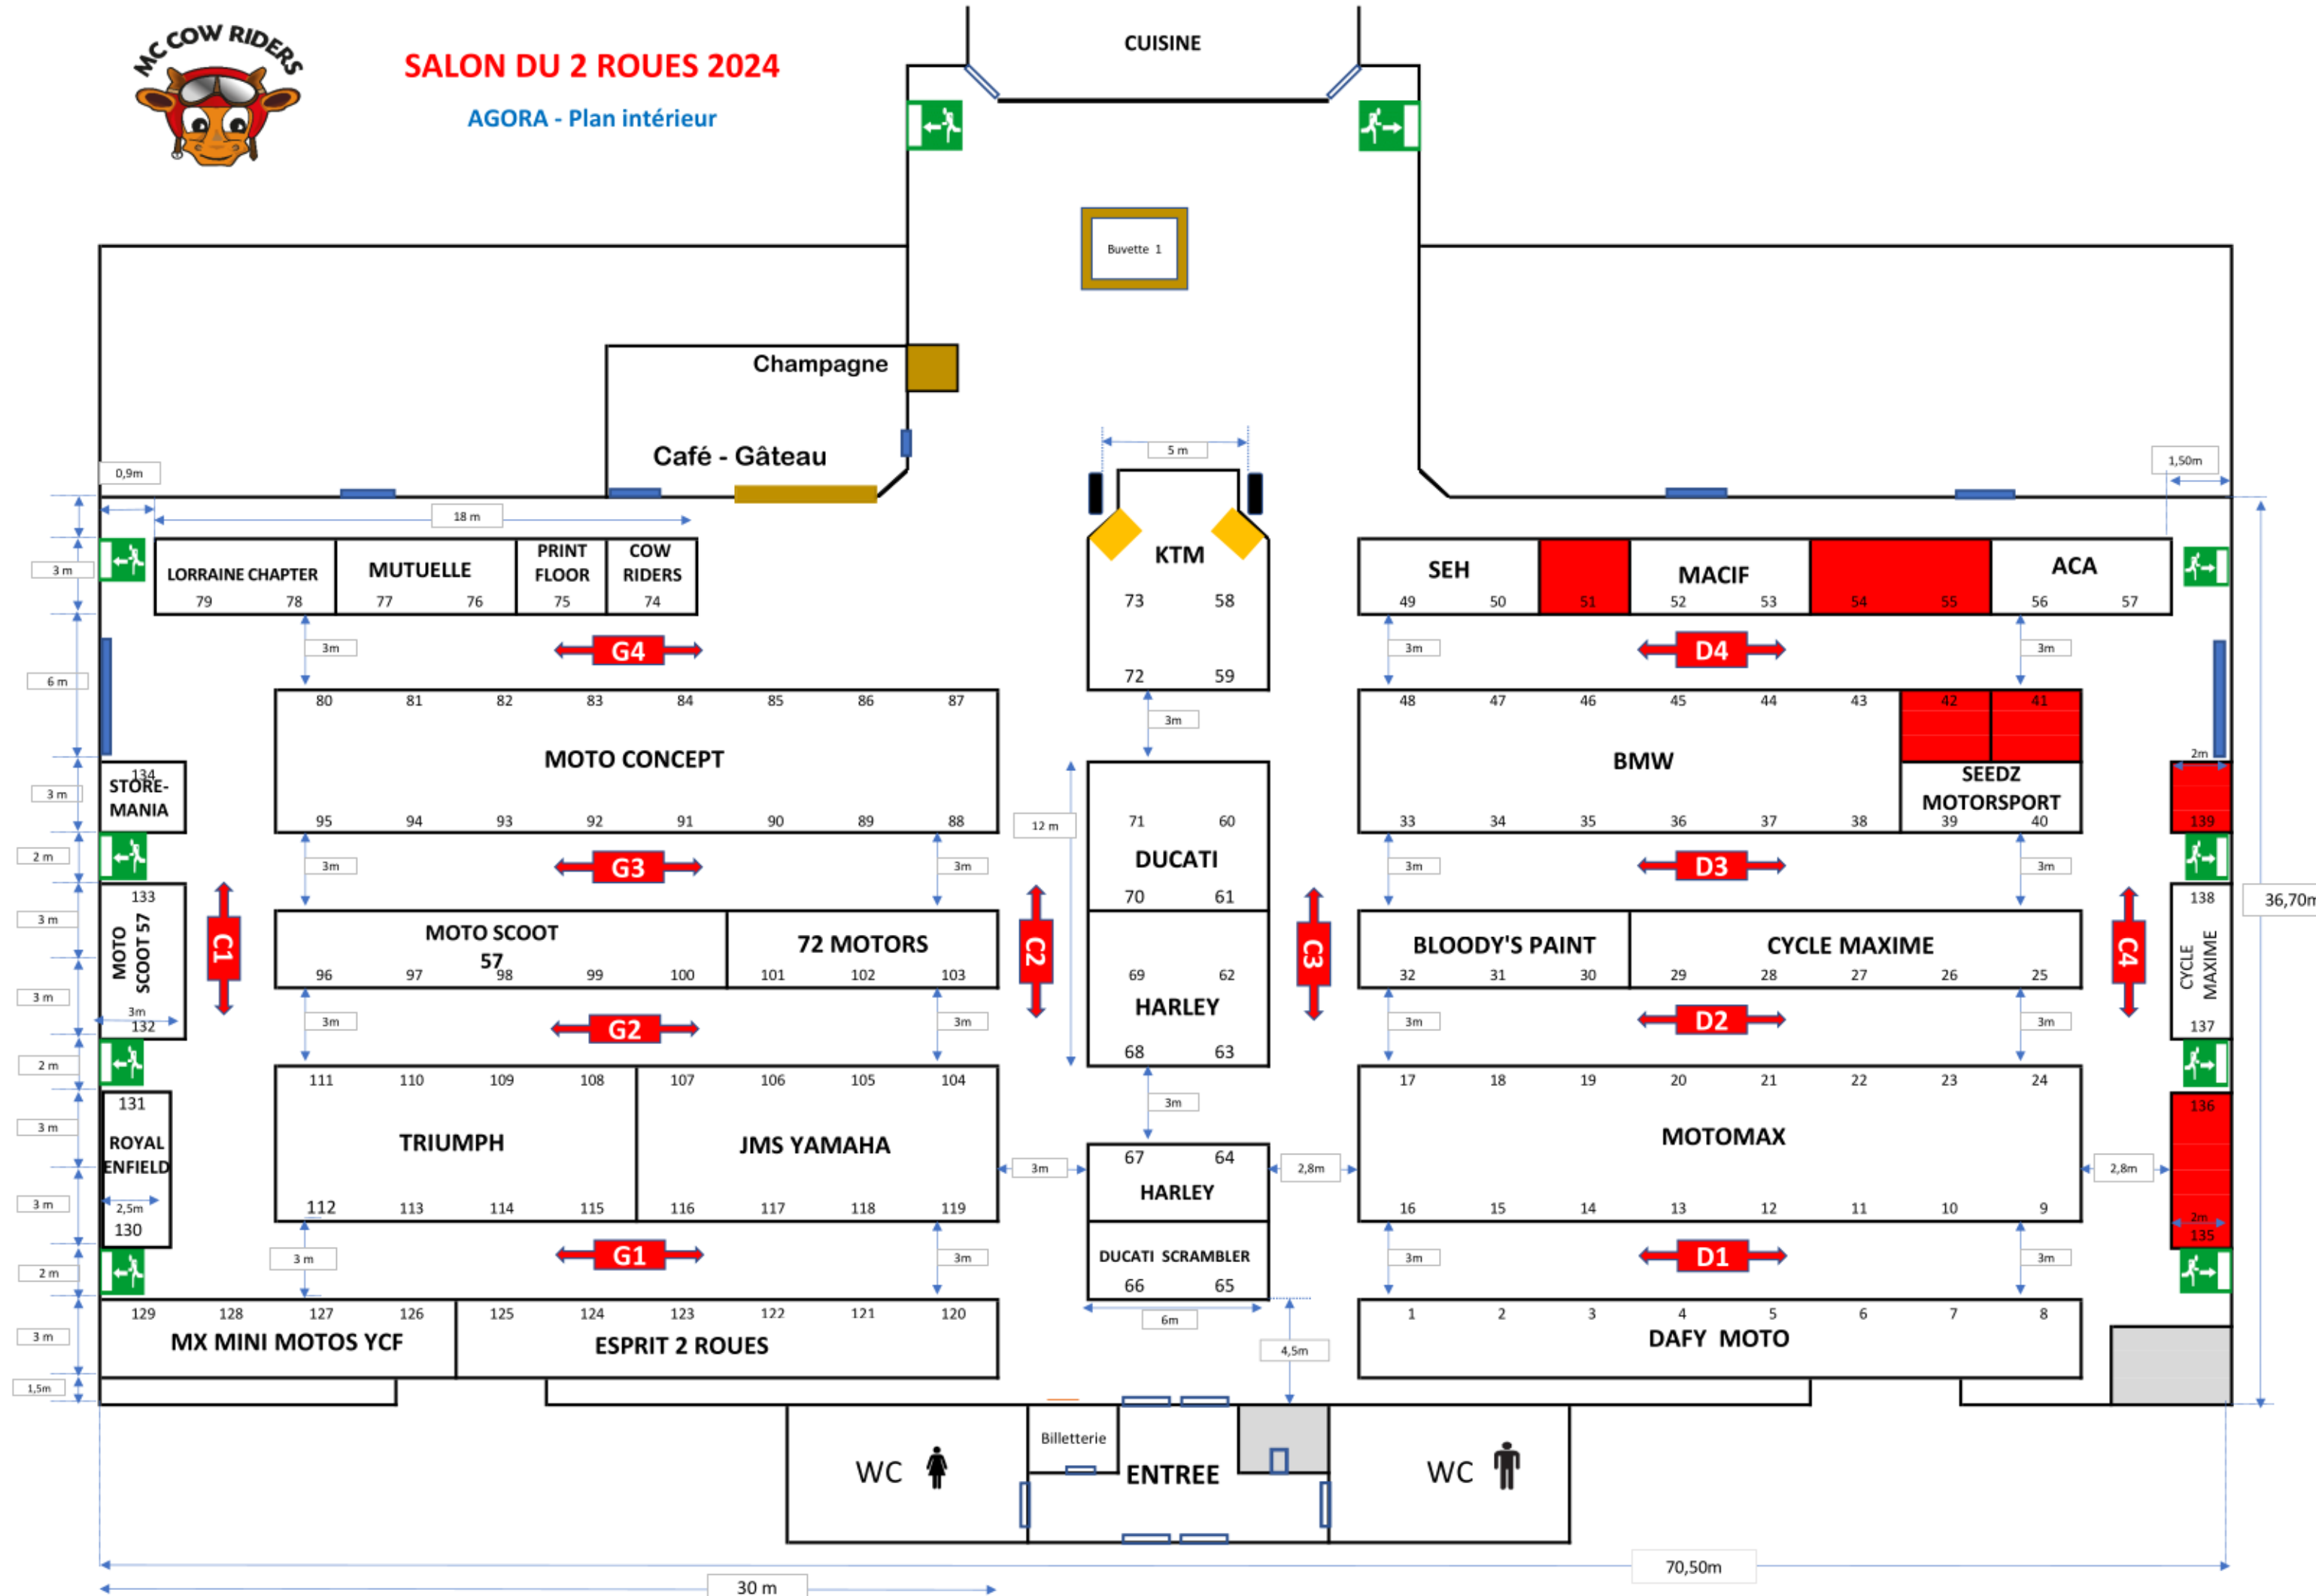 MC COW RIDERS
SALON DU 2 ROUES 2024
AGORA - Plan intérieur
CUISINE
Buvette 1
Champagne
Café - Gâteau
0,9m
18 m
5 m
1,50m
3 m
LORRAINE CHAPTER
79 78
MUTUELLE
77 76
PRINT
FLOOR
75
COW
RIDERS
74
KTM
73 58
72 59
SEH
49 50
51
MACIF
52 53
54 55
ACA
56 57
3m
G4
3m
D4
3m
6 m
3m
80 81 82 83 84 85 86 87
MOTO CONCEPT
95 94 93 92 91 90 89 88
48 47 46 45 44 43
BMW
33 34 35 36 37 38
42 41
SEEDZ
MOTORSPORT
39 40
134
STORE-
MANIA
3 m
12 m
71 60
DUCATI
70 61
2m
139
2 m
3m
G3
3m
3m
D3
3m
36,70m
3 m
133
MOTO
SCOOT 57
3m
132
3 m
C1
MOTO SCOOT
57
96 97 98 99 100
72 MOTORS
101 102 103
C2
69 62
HARLEY
68 63
C3
BLOODY'S PAINT
32 31 30
CYCLE MAXIME
29 28 27 26 25
C4
138
CYCLE
MAXIME
137
2 m
3m
G2
3m
3m
D2
3m
3m
3 m
131
ROYAL
ENFIELD
2,5m
130
3 m
111 110 109 108
TRIUMPH
112 113 114 115
107 106 105 104
JMS YAMAHA
116 117 118 119
3m
67 64
HARLEY
2,8m
17 18 19 20 21 22 23 24
MOTOMAX
16 15 14 13 12 11 10 9
2,8m
136
2m
135
2 m
3 m
G1
3m
DUCATI SCRAMBLER
66 65
6m
3m
D1
3m
3 m
129 128 127 126
MX MINI MOTOS YCF
125 124 123 122 121 120
ESPRIT 2 ROUES
4,5m
1 2 3 4 5 6 7 8
DAFY MOTO
1,5m
WC
Billetterie
ENTREE
WC
70,50m
30 m